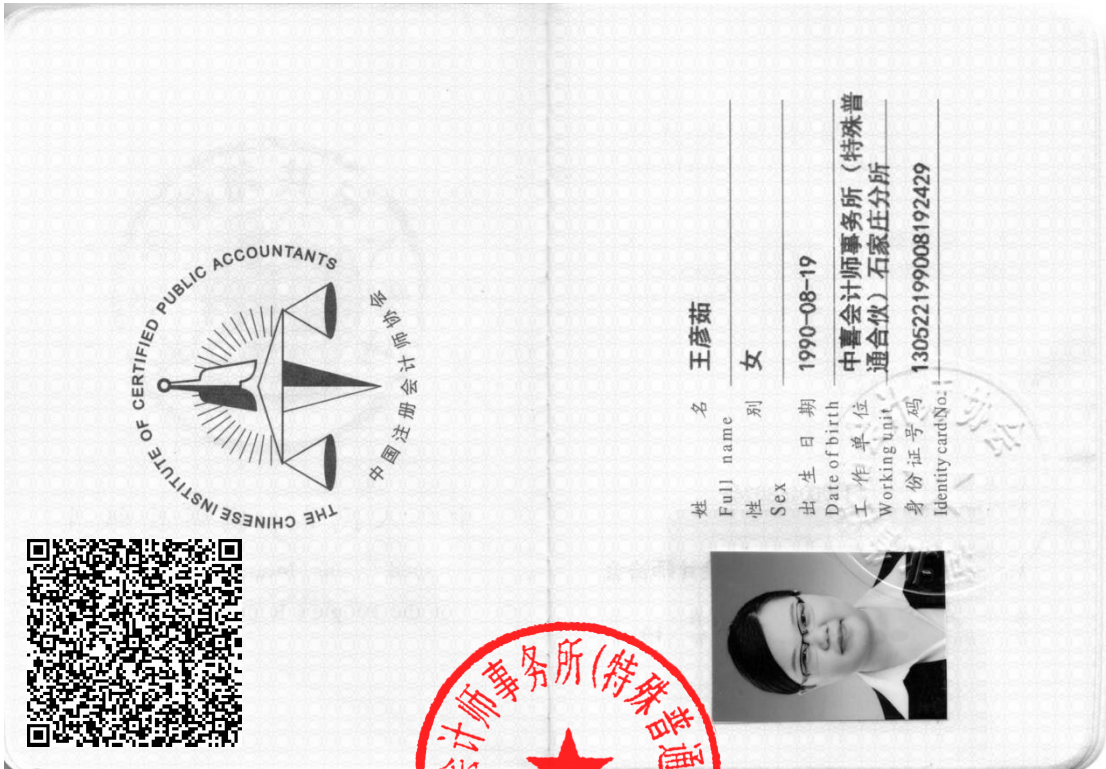 THE CHINESE INSTITUTE OF CERTIFIED PUBLIC ACCOUNTANTS
中国注册会计师协会
姓 名 王彦茹
Full name
性 别 女
Sex
出 生 日 期 1990-08-19
Date of birth
工 作 单 位 中喜会计师事务所（特殊普
Working unit 通合伙）石家庄分所
身 份 证 号 码 130522199008192429
Identity card No.
会计师事务所(特殊普通